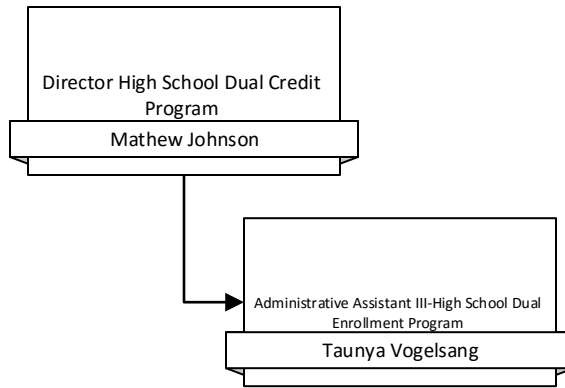 Director High School Dual Credit
Program
Mathew Johnson
Administrative Assistant III-High School Dual
Enrollment Program
Taunya Vogelsang